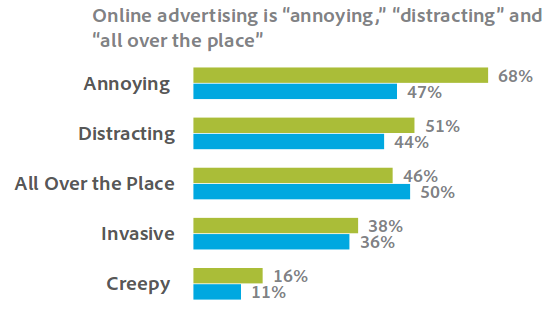 Online advertising is “annoying,” “distracting” and
“all over the place”
Annoying
68%
47%
Distracting
51%
44%
All Over the Place
46%
50%
Invasive
38%
36%
Creepy
16%
11%